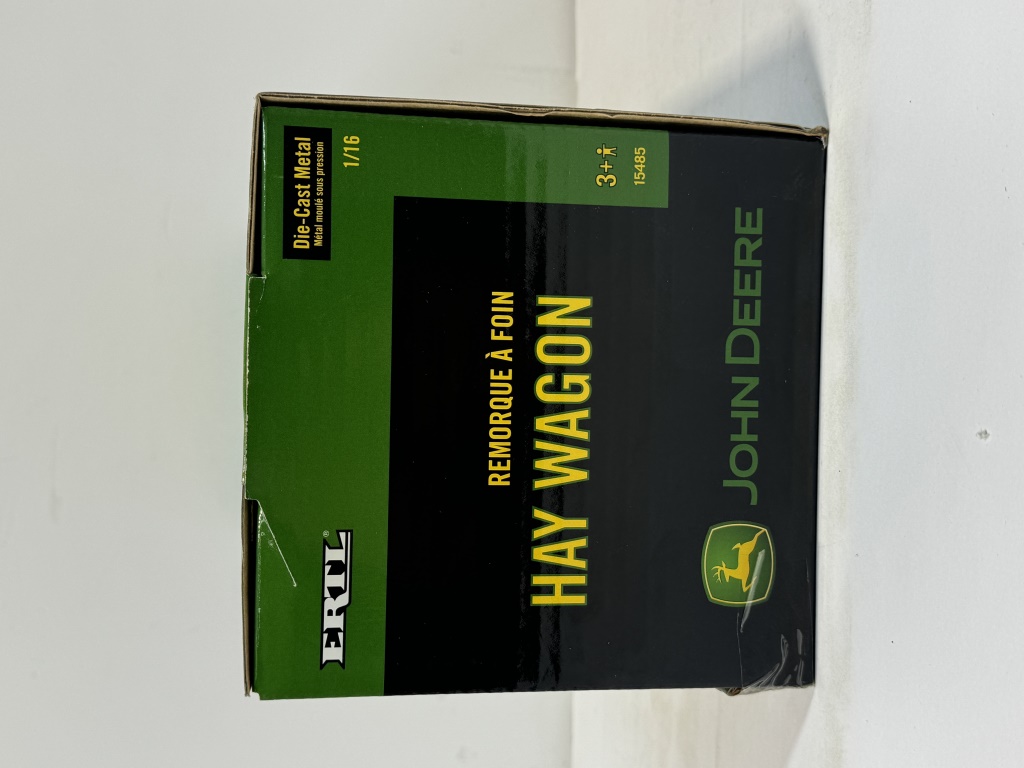 ERTL®
Die-Cast Metal
Métal moulé sous pression
1/16
REMORQUE À FOIN
HAY WAGON
3+
15485
JOHN DEERE